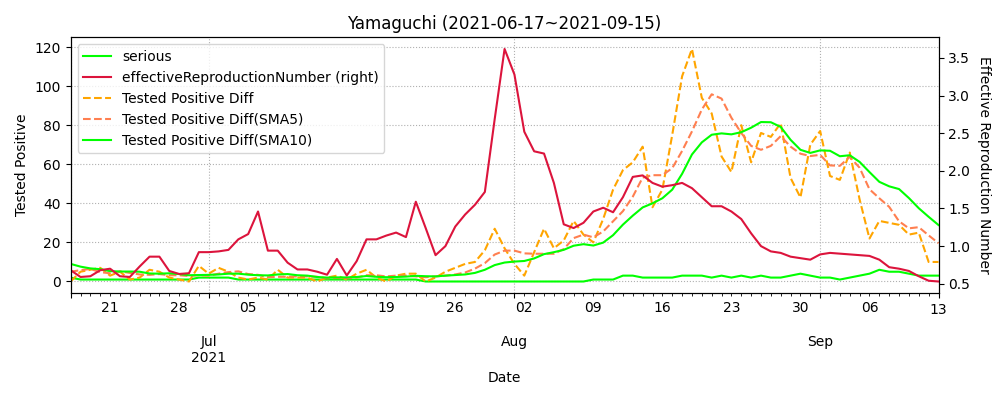 Yamaguchi (2021-06-17~2021-09-15)
serious
effectiveReproductionNumber (right)
Tested Positive Diff
Tested Positive Diff(SMA5)
Tested Positive Diff(SMA10)
Tested Positive
120
100
80
60
40
20
0
Effective Reproduction Number
3.5
3.0
2.5
2.0
1.5
1.0
0.5
21 28 05 12 19 26 02 09 16 23 30 06 13
Jul Aug Sep
2021
Date